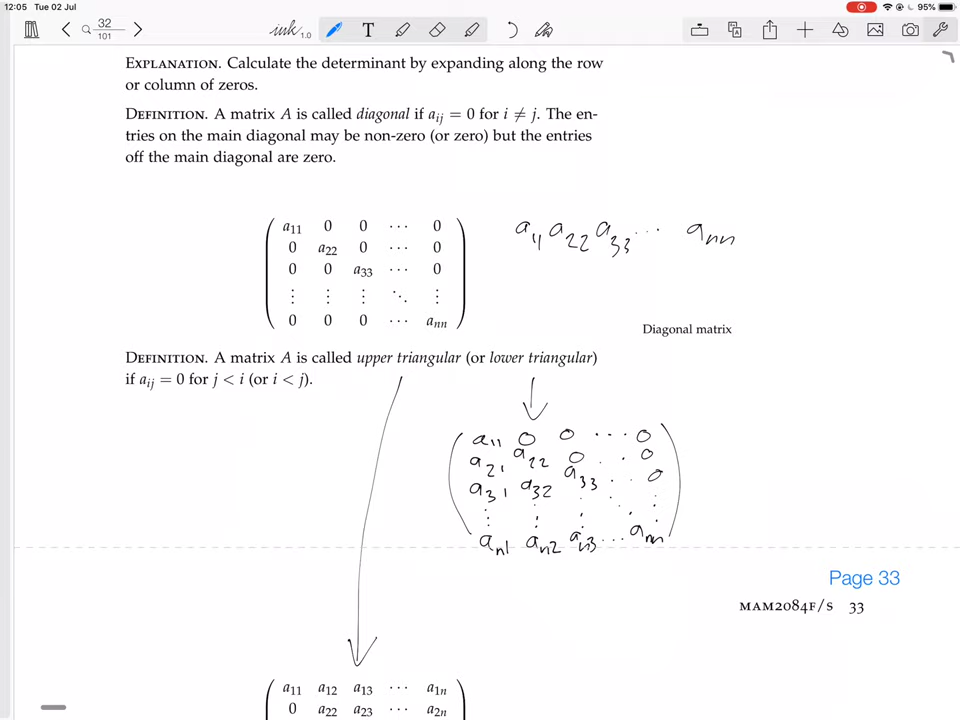 12:05 Tue 02 Jul 95%
32
101
ink 1.0 T
EXPLANATION. Calculate the determinant by expanding along the row
or column of zeros.
DEFINITION. A matrix A is called diagonal if aᵢⱼ = 0 for i ≠ j. The en-
tries on the main diagonal may be non-zero (or zero) but the entries
off the main diagonal are zero.
a₁₁ 0 0 ⋯ 0
0 a₂₂ 0 ⋯ 0
0 0 a₃₃ ⋯ 0
⋮ ⋮ ⋮ ⋱ ⋮
0 0 0 ⋯ aₙₙ
a₁₁ a₂₂ a₃₃ ⋯ aₙₙ
Diagonal matrix
DEFINITION. A matrix A is called upper triangular (or lower triangular)
if aᵢⱼ = 0 for j < i (or i < j).
a₁₁ 0 0 ⋯ 0
a₂₁ a₂₂ 0 ⋯ 0
a₃₁ a₃₂ a₃₃ ⋯ 0
⋮ ⋮ ⋮ ⋱ ⋮
aₙ₁ aₙ₂ aₙ₃ ⋯ aₙₙ
Page 33
MAM2084F/S 33
a₁₁ a₁₂ a₁₃ ⋯ a₁ₙ
0 a₂₂ a₂₃ ⋯ a₂ₙ